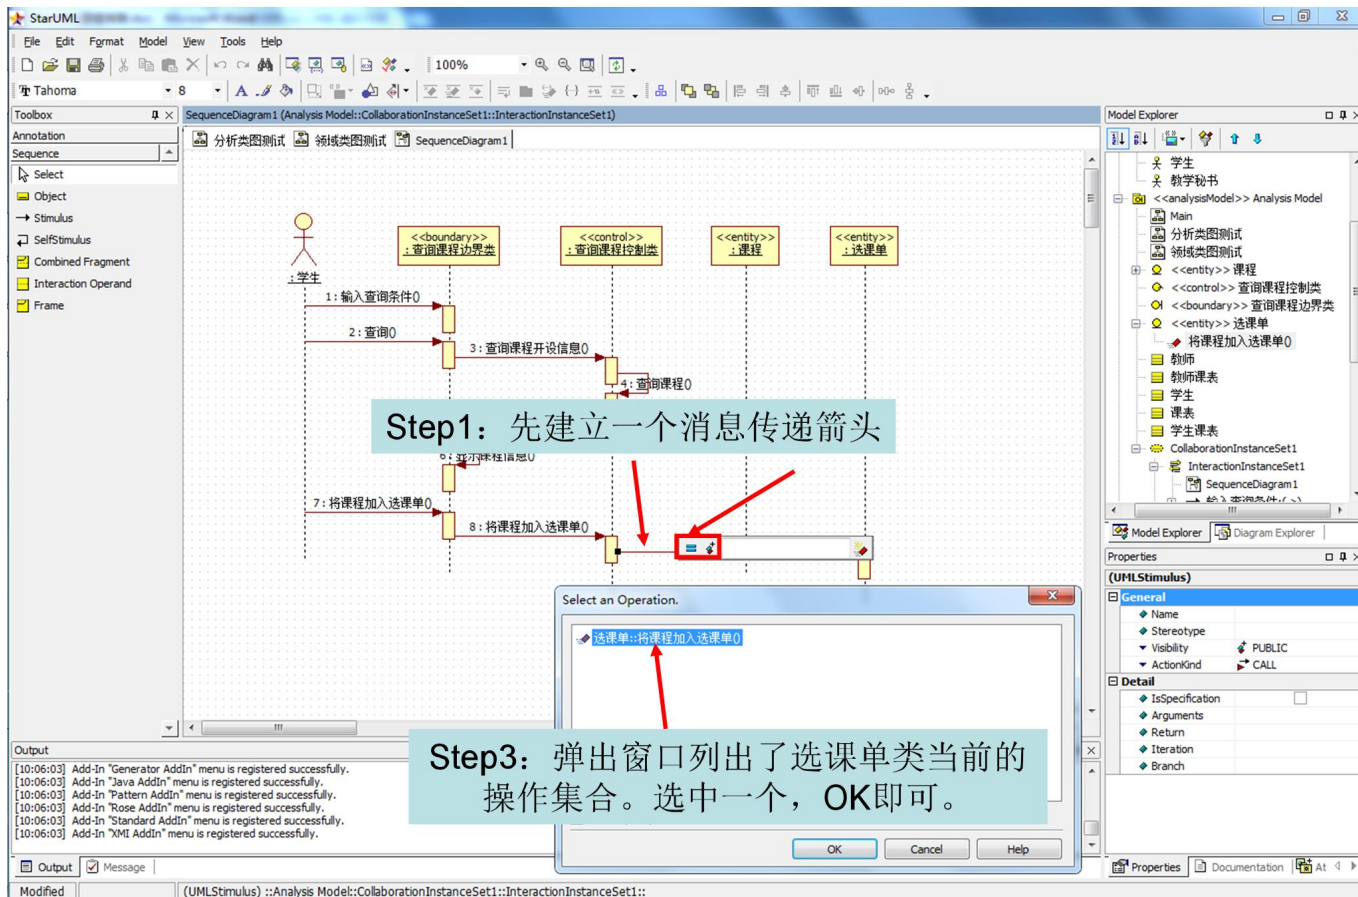 StarUML
File Edit Format Model View Tools Help
100%
Tahoma 8
Toolbox
Annotation
Sequence
Select
Object
Stimulus
SelfStimulus
Combined Fragment
Interaction Operand
Frame
SequenceDiagram1 (Analysis Model::CollaborationInstanceSet1::InteractionInstanceSet1)
分析类图测试 领域类图测试 SequenceDiagram1
: 学生
<<boundary>>
: 查询课程边界类
<<control>>
: 查询课程控制类
<<entity>>
: 课程
<<entity>>
: 选课单
1 : 输入查询条件()
2 : 查询()
3 : 查询课程开设信息()
4 : 查询课程()
Step1：先建立一个消息传递箭头
6 : 显示课程信息()
7 : 将课程加入选课单()
8 : 将课程加入选课单()
Select an Operation.
选课单::将课程加入选课单()
Step3：弹出窗口列出了选课单类当前的
操作集合。选中一个，OK即可。
OK Cancel Help
Model Explorer
学生
教学秘书
<<analysisModel>> Analysis Model
Main
分析类图测试
领域类图测试
<<entity>> 课程
<<control>> 查询课程控制类
<<boundary>> 查询课程边界类
<<entity>> 选课单
将课程加入选课单()
教师
教师课表
学生
课表
学生课表
CollaborationInstanceSet1
InteractionInstanceSet1
SequenceDiagram1
输入查询条件:(->)
Model Explorer Diagram Explorer
Properties
(UMLStimulus)
General
Name
Stereotype
Visibility PUBLIC
ActionKind CALL
Detail
IsSpecification
Arguments
Return
Iteration
Branch
Properties Documentation At
Output
[10:06:03] Add-In "Generator AddIn" menu is registered successfully.
[10:06:03] Add-In "Java AddIn" menu is registered successfully.
[10:06:03] Add-In "Pattern AddIn" menu is registered successfully.
[10:06:03] Add-In "Rose AddIn" menu is registered successfully.
[10:06:03] Add-In "Standard AddIn" menu is registered successfully.
[10:06:03] Add-In "XMI AddIn" menu is registered successfully.
Output Message
Modified (UMLStimulus) ::Analysis Model::CollaborationInstanceSet1::InteractionInstanceSet1::